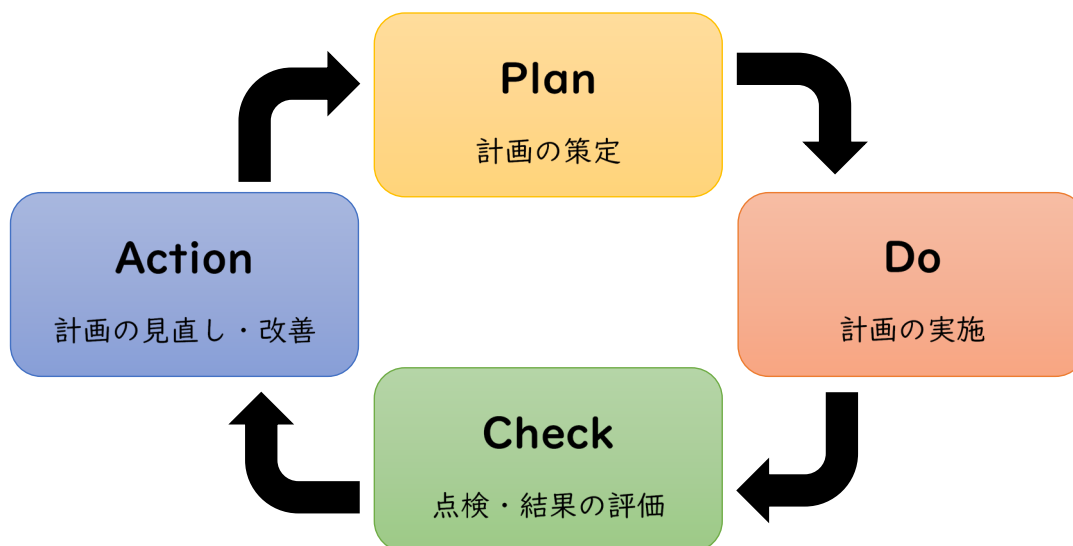 Plan
計画の策定
Do
計画の実施
Check
点検・結果の評価
Action
計画の見直し・改善